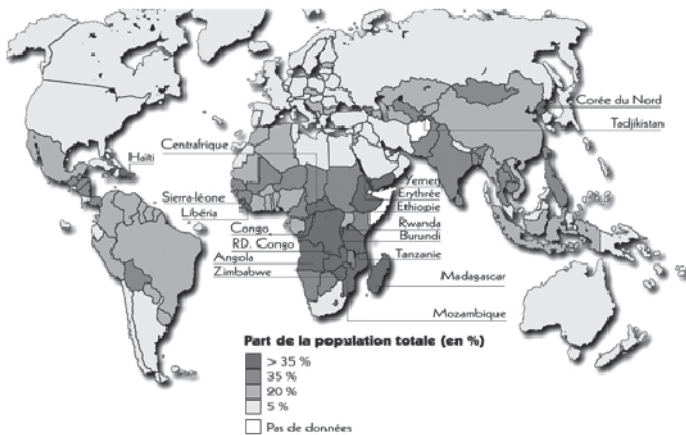 Corée du Nord
Tadjikistan
Centrafrique
Haïti
Yemen
Erythrée
Ethiopie
Sierra-léone
Libéria
Congo
RD. Congo
Angola
Zimbabwe
Rwanda
Burundi
Tanzanie
Madagascar
Mozambique
Part de la population totale (en %)
> 35 %
35 %
20 %
5 %
Pas de données